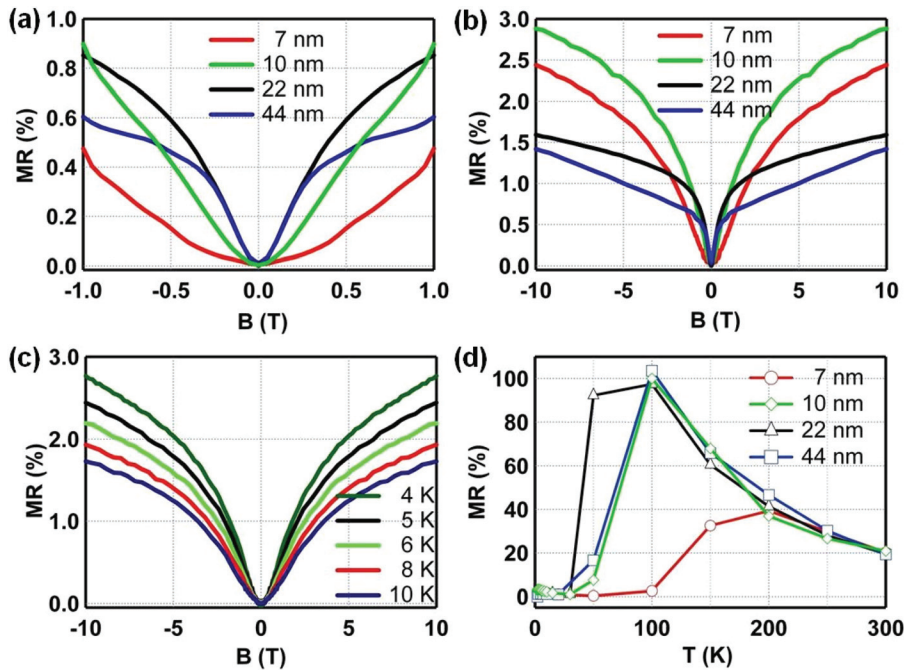 (a)
7 nm
10 nm
22 nm
44 nm
1.0
0.8
0.6
0.4
0.2
0.0
MR (%)
-1.0 -0.5 0.0 0.5 1.0
B (T)
(b)
7 nm
10 nm
22 nm
44 nm
3.0
2.5
2.0
1.5
1.0
0.5
0.0
MR (%)
-10 -5 0 5 10
B (T)
(c)
3.0
2.0
1.0
0.0
MR (%)
4 K
5 K
6 K
8 K
10 K
-10 -5 0 5 10
B (T)
(d)
7 nm
10 nm
22 nm
44 nm
100
80
60
40
20
0
MR (%)
0 100 200 300
T (K)